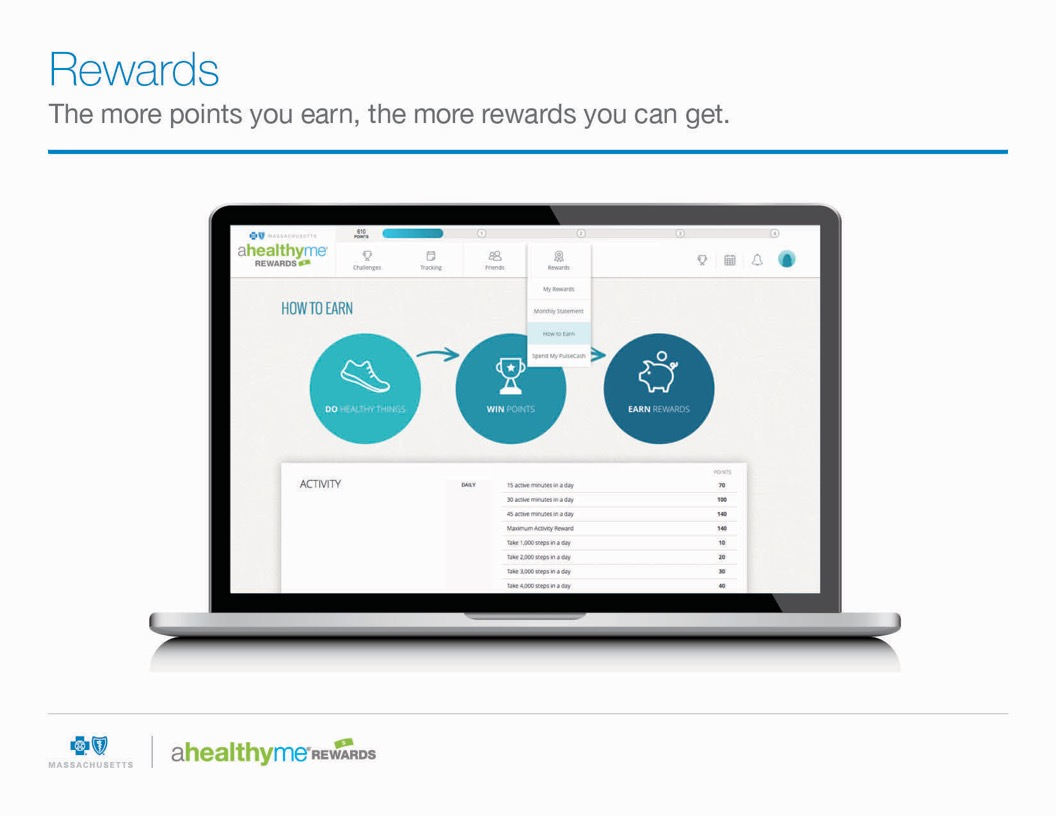 Rewards
The more points you earn, the more rewards you can get.
MASSACHUSETTS
ahealthyme®
REWARDS
610
POINTS
1
2
3
4
Challenges
Tracking
Friends
Rewards
My Rewards
Monthly Statement
How to Earn
Spend My PulseCash
HOW TO EARN
DO HEALTHY THINGS
WIN POINTS
EARN REWARDS
POINTS
ACTIVITY
DAILY
15 active minutes in a day 70
30 active minutes in a day 100
45 active minutes in a day 140
Maximum Activity Reward 140
Take 1,000 steps in a day 10
Take 2,000 steps in a day 20
Take 3,000 steps in a day 30
Take 4,000 steps in a day 40
MASSACHUSETTS
ahealthyme® REWARDS